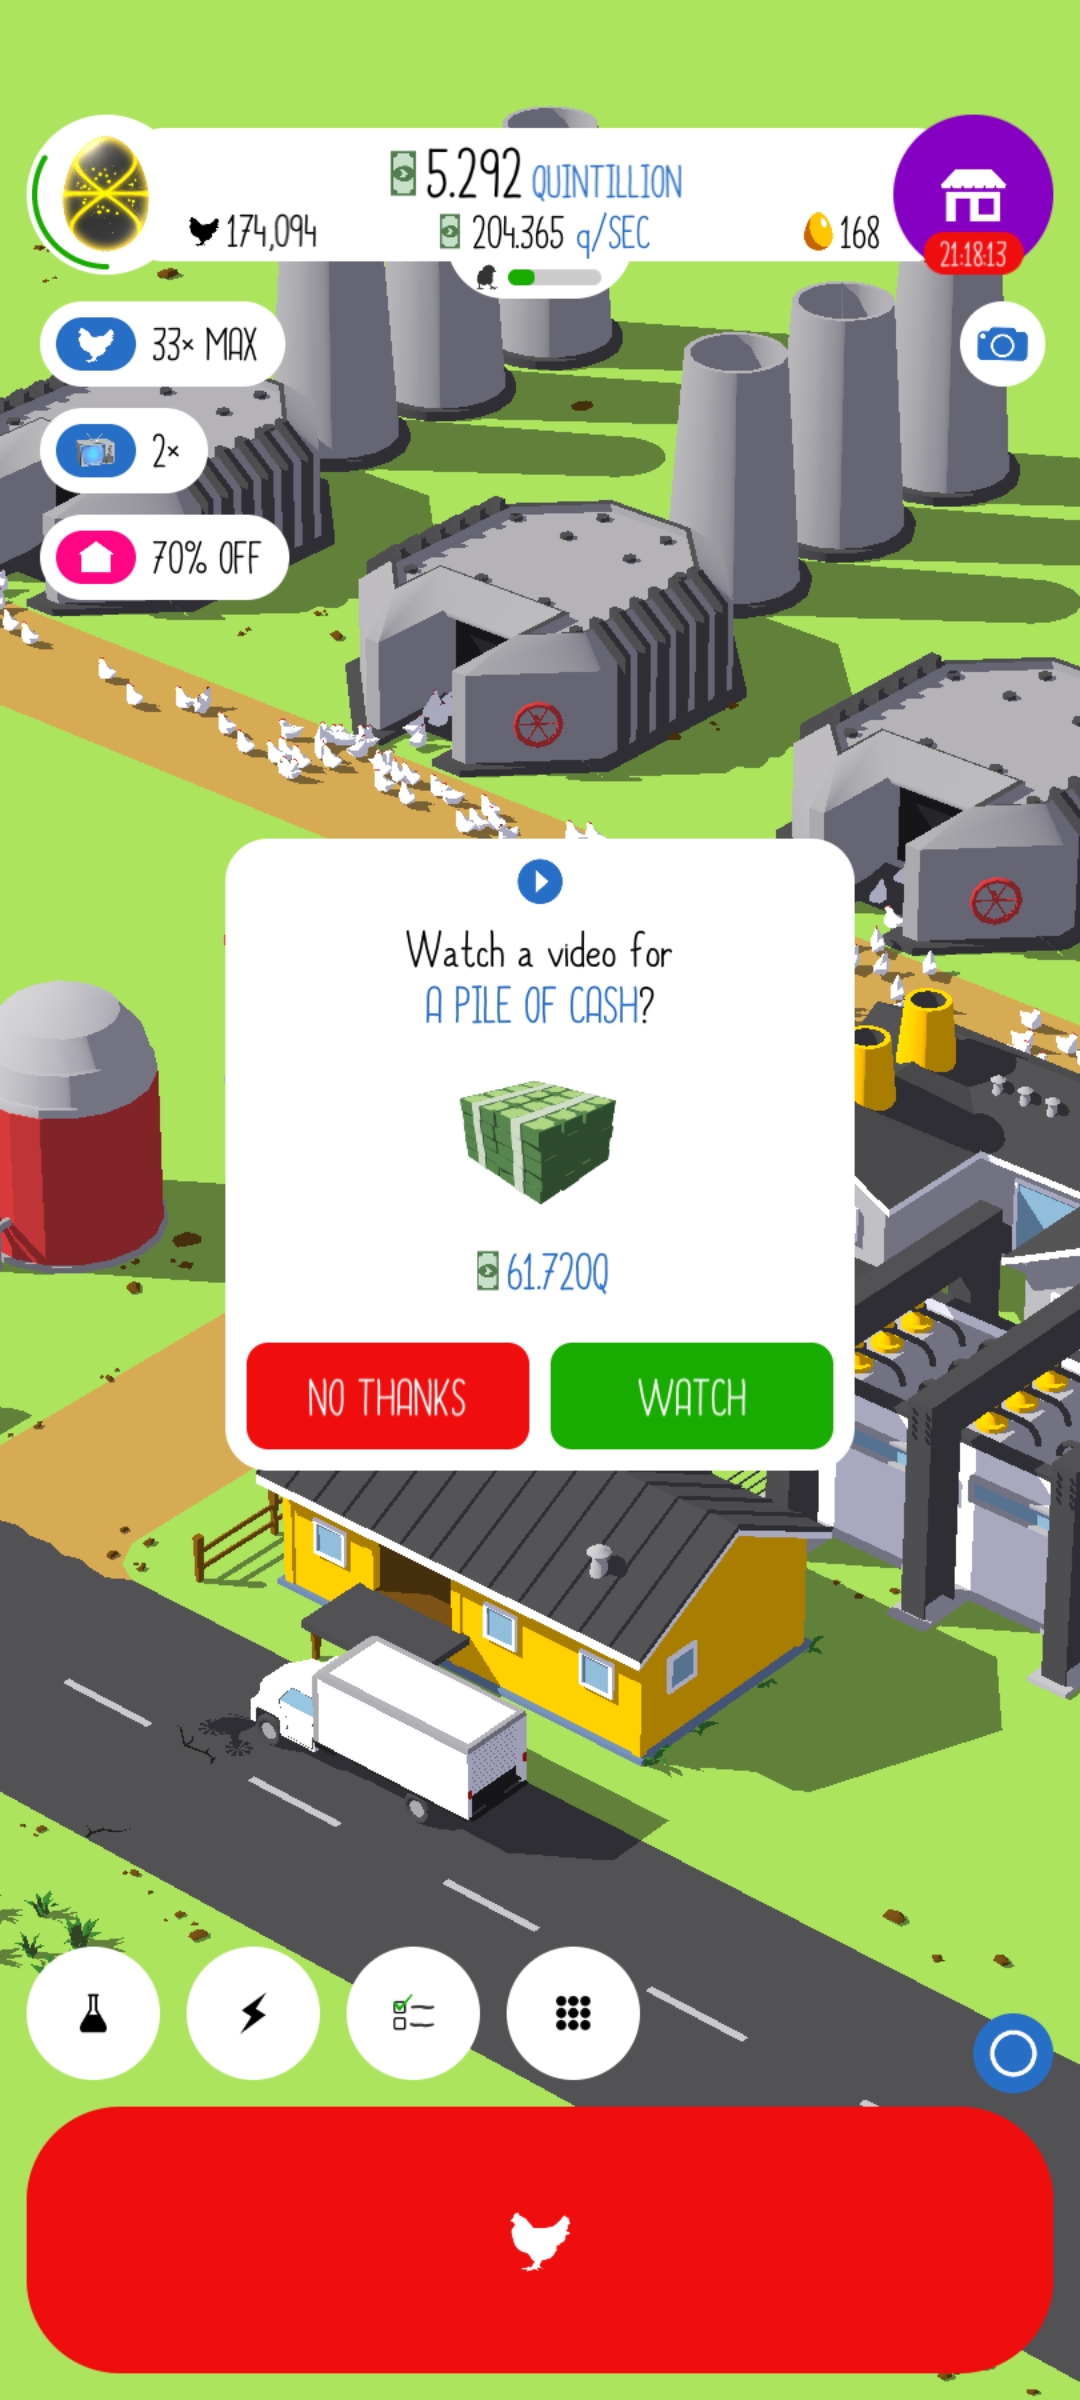 5.292 QUINTILLION
174,094
204.365 q/SEC
168
21:18:13
33× MAX
2×
70% OFF
Watch a video for
A PILE OF CASH?
61.720Q
NO THANKS
WATCH